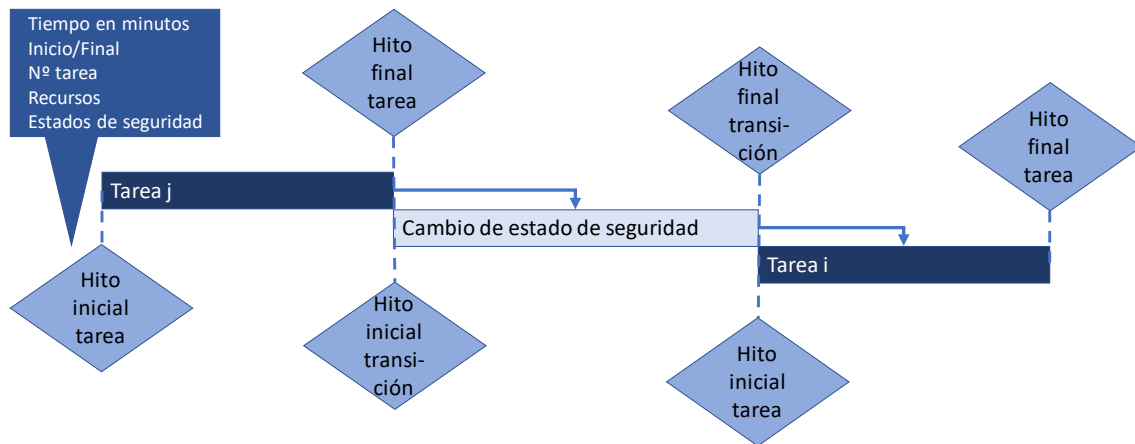 Tiempo en minutos
Inicio/Final
Nº tarea
Recursos
Estados de seguridad
Hito
final
tarea
Hito
final
transi-
ción
Hito
final
tarea
Tarea j
Cambio de estado de seguridad
Tarea i
Hito
inicial
tarea
Hito
inicial
transi-
ción
Hito
inicial
tarea